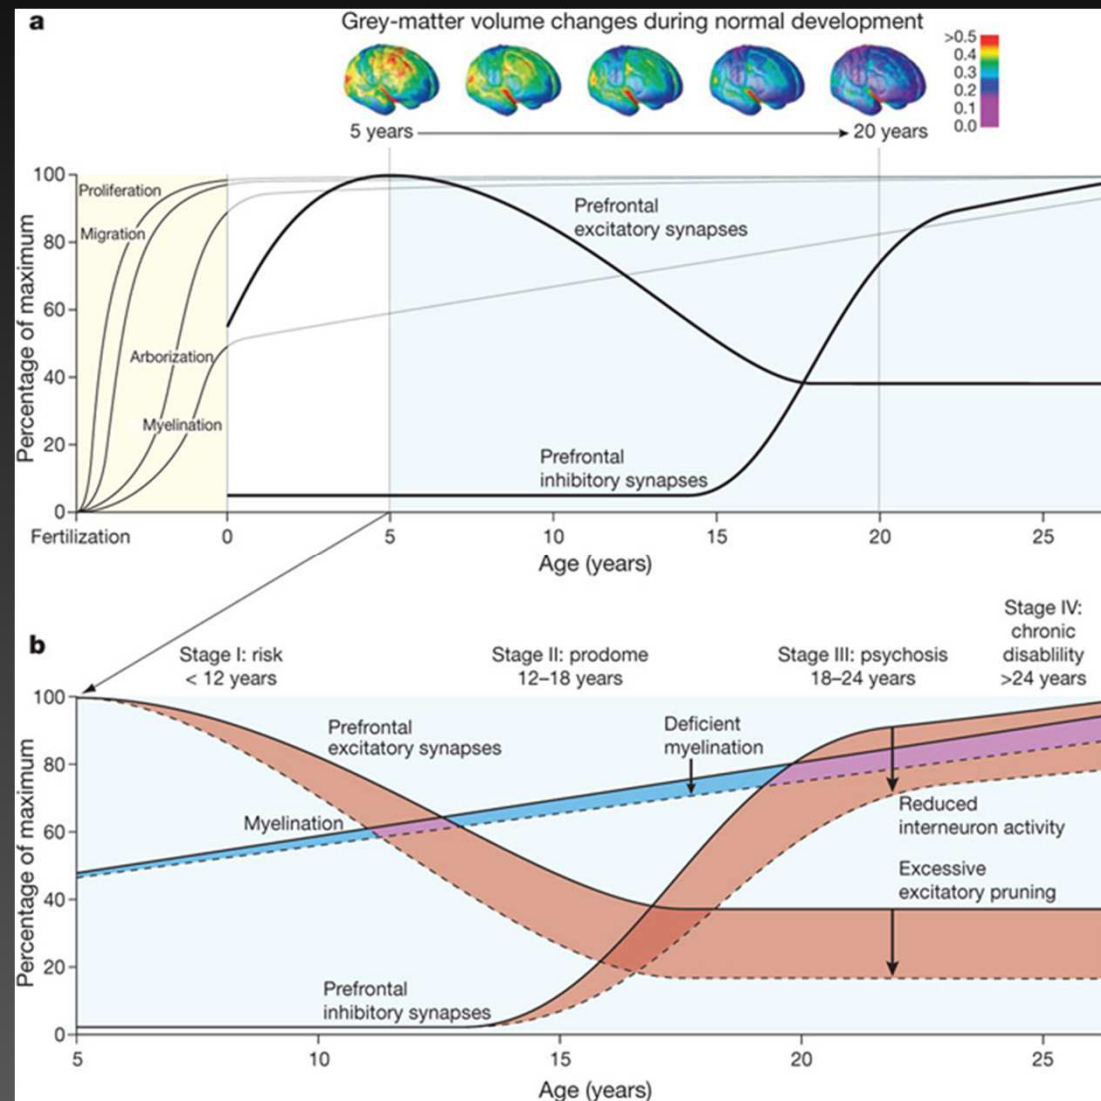 a
Grey-matter volume changes during normal development
>0.5
0.4
0.3
0.2
0.1
0.0
5 years
20 years
100
80
60
40
20
0
Percentage of maximum
Proliferation
Migration
Arborization
Myelination
Prefrontal
excitatory synapses
Prefrontal
inhibitory synapses
Fertilization
0
5
10
15
20
25
Age (years)
b
Stage I: risk
< 12 years
Stage II: prodome
12–18 years
Stage III: psychosis
18–24 years
Stage IV:
chronic
disablility
>24 years
100
80
60
40
20
0
Percentage of maximum
Prefrontal
excitatory synapses
Deficient
myelination
Myelination
Reduced
interneuron activity
Excessive
excitatory pruning
Prefrontal
inhibitory synapses
5
10
15
20
25
Age (years)